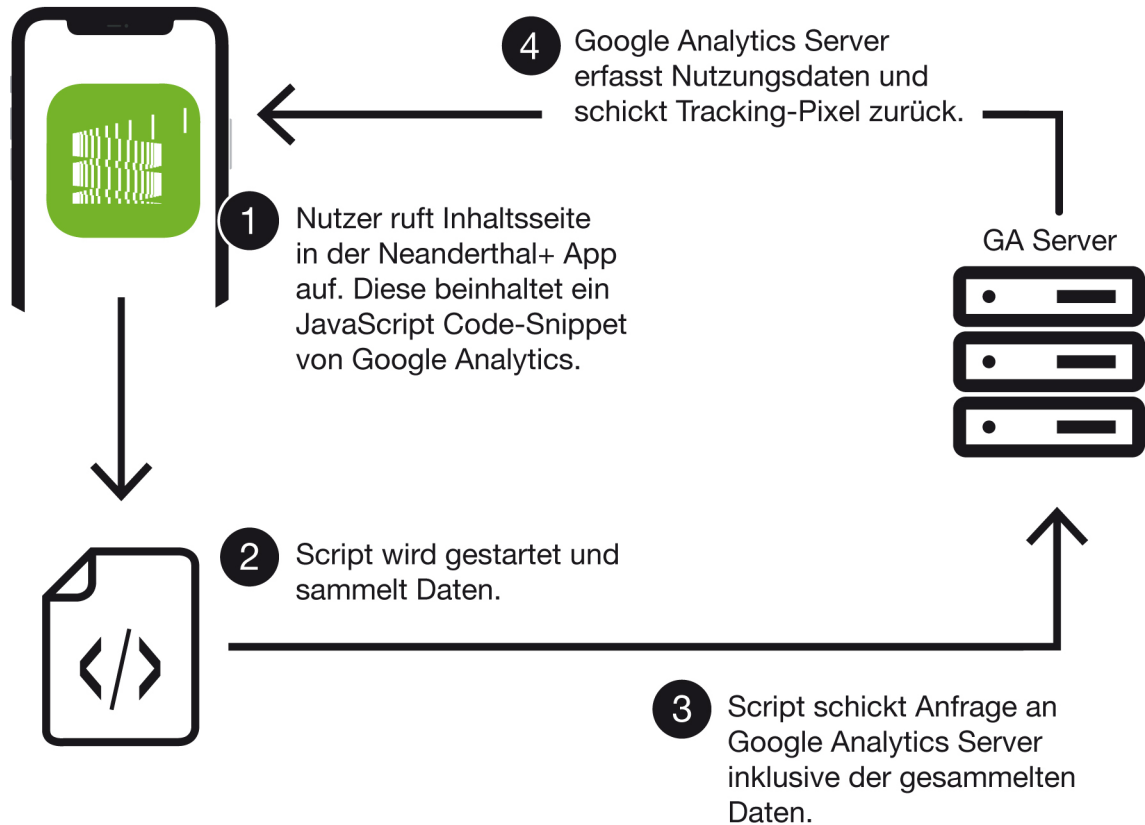 1
Nutzer ruft Inhaltsseite
in der Neanderthal+ App
auf. Diese beinhaltet ein
JavaScript Code-Snippet
von Google Analytics.
2
Script wird gestartet und
sammelt Daten.
</>
3
Script schickt Anfrage an
Google Analytics Server
inklusive der gesammelten
Daten.
GA Server
4
Google Analytics Server
erfasst Nutzungsdaten und
schickt Tracking-Pixel zurück.